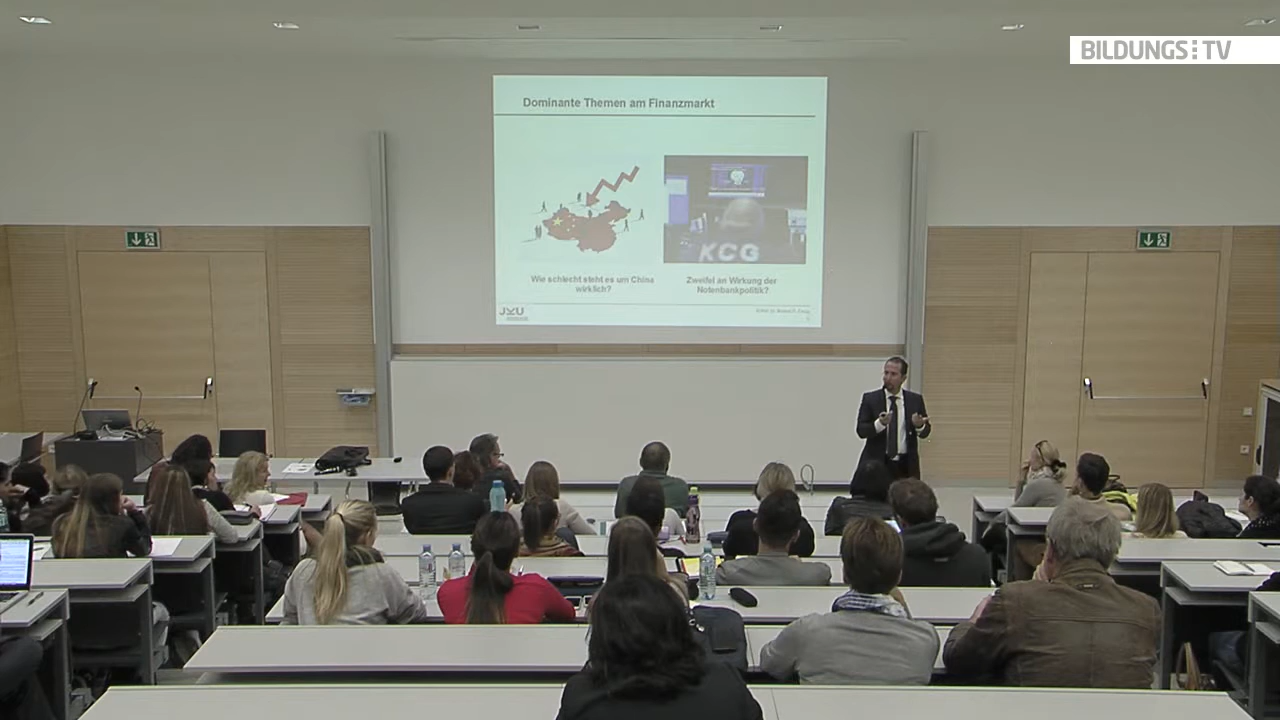 BILDUNGS TV
Dominante Themen am Finanzmarkt
KCG
Wie schlecht steht es um China
wirklich?
Zweifel an Wirkung der
Notenbankpolitik?
JKU